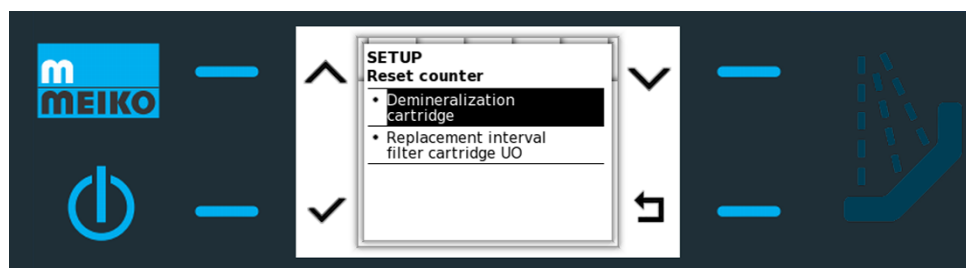 m
MEIKO
SETUP
Reset counter
• Demineralization
cartridge
• Replacement interval
filter cartridge UO